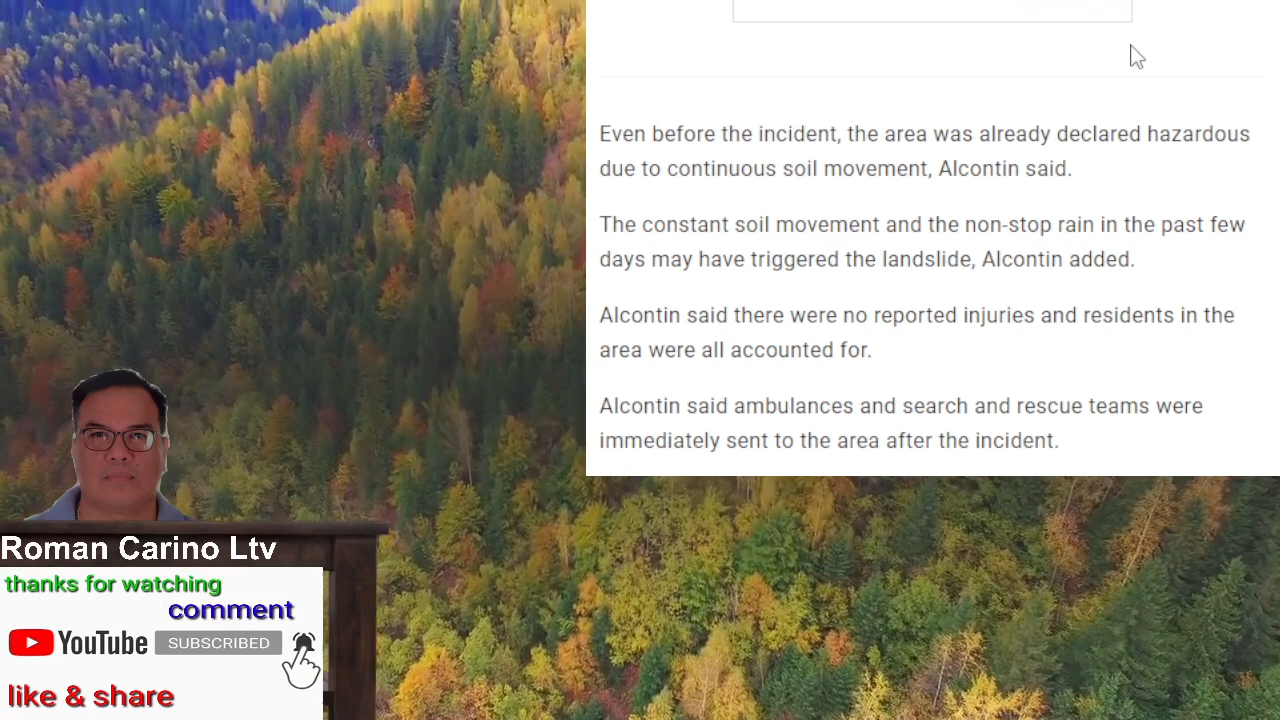 Even before the incident, the area was already declared hazardous
due to continuous soil movement, Alcontin said.
The constant soil movement and the non-stop rain in the past few
days may have triggered the landslide, Alcontin added.
Alcontin said there were no reported injuries and residents in the
area were all accounted for.
Alcontin said ambulances and search and rescue teams were
immediately sent to the area after the incident.
Roman Carino Ltv
thanks for watching
comment
YouTube SUBSCRIBED
like & share